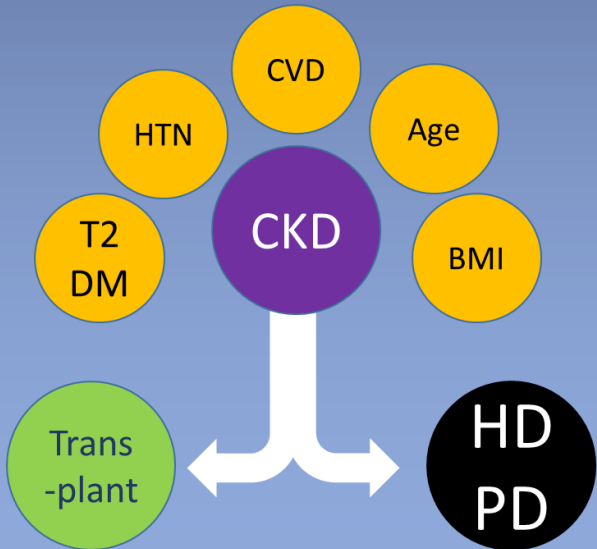 CVD
HTN
Age
CKD
T2
DM
BMI
Trans
-plant
HD
PD